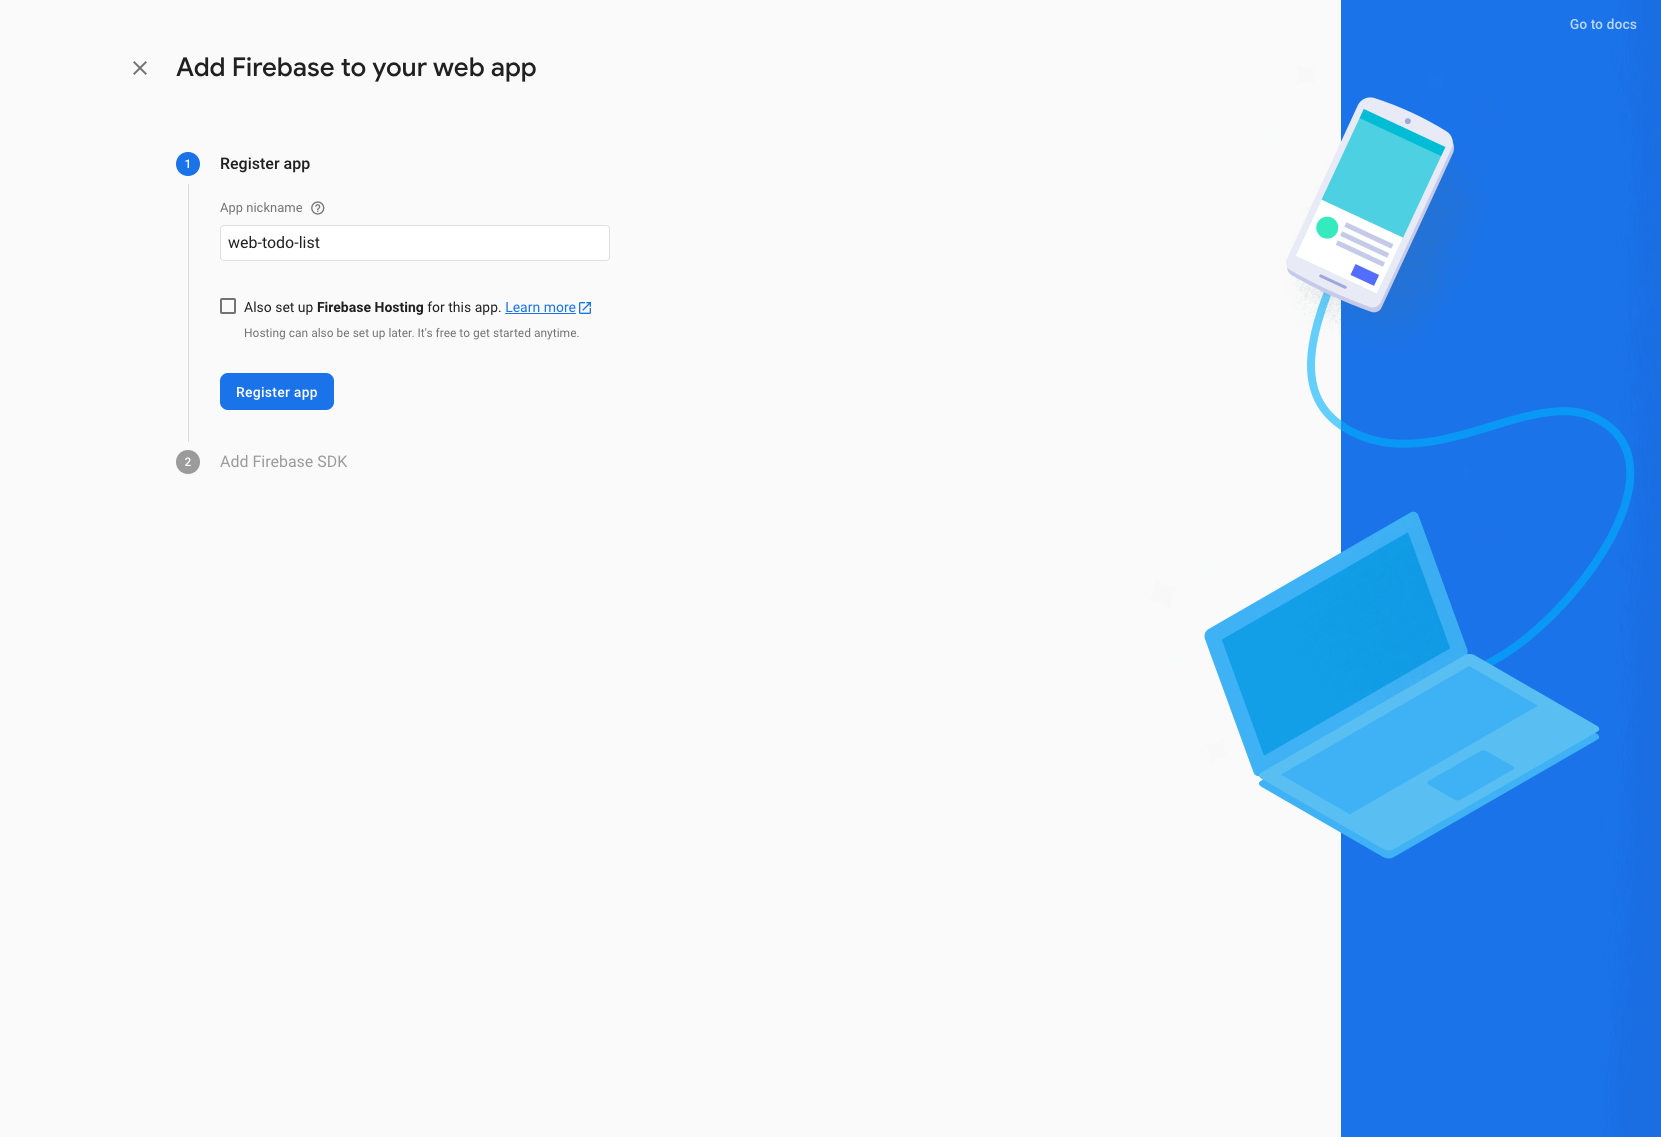 Go to docs
Add Firebase to your web app
1 Register app
App nickname
web-todo-list
Also set up Firebase Hosting for this app. Learn more
Hosting can also be set up later. It's free to get started anytime.
Register app
2 Add Firebase SDK